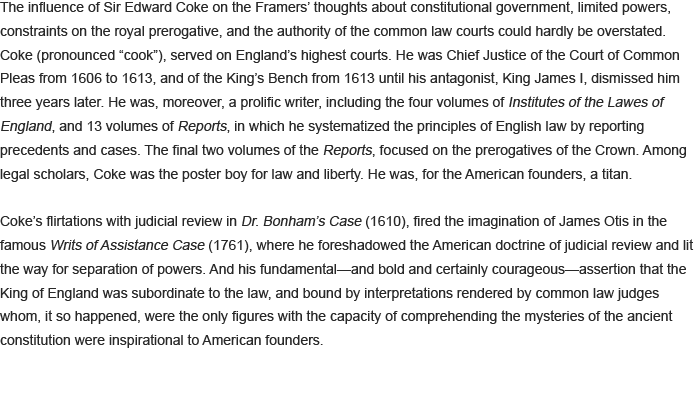 The influence of Sir Edward Coke on the Framers’ thoughts about constitutional government, limited powers,
constraints on the royal prerogative, and the authority of the common law courts could hardly be overstated.
Coke (pronounced “cook”), served on England’s highest courts. He was Chief Justice of the Court of Common
Pleas from 1606 to 1613, and of the King’s Bench from 1613 until his antagonist, King James I, dismissed him
three years later. He was, moreover, a prolific writer, including the four volumes of Institutes of the Lawes of
England, and 13 volumes of Reports, in which he systematized the principles of English law by reporting
precedents and cases. The final two volumes of the Reports, focused on the prerogatives of the Crown. Among
legal scholars, Coke was the poster boy for law and liberty. He was, for the American founders, a titan.

Coke’s flirtations with judicial review in Dr. Bonham’s Case (1610), fired the imagination of James Otis in the
famous Writs of Assistance Case (1761), where he foreshadowed the American doctrine of judicial review and lit
the way for separation of powers. And his fundamental—and bold and certainly courageous—assertion that the
King of England was subordinate to the law, and bound by interpretations rendered by common law judges
whom, it so happened, were the only figures with the capacity of comprehending the mysteries of the ancient
constitution were inspirational to American founders.